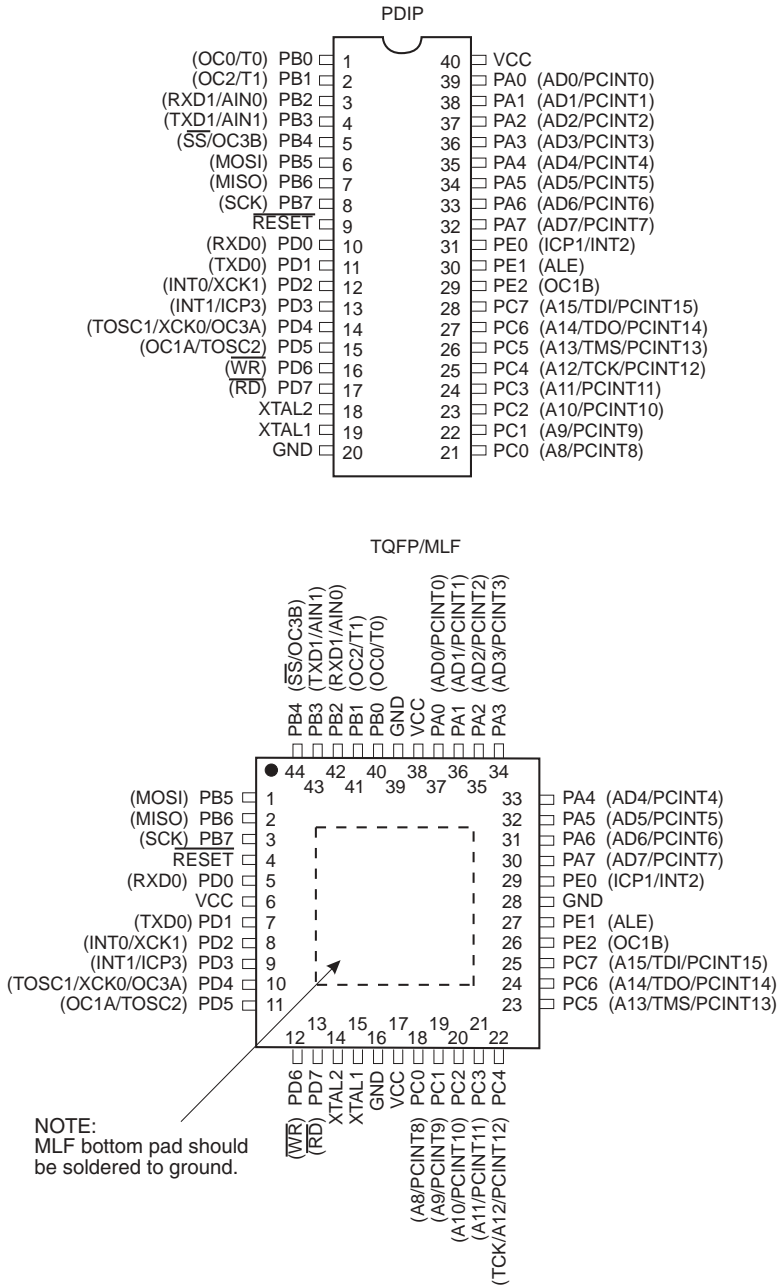 PDIP
(OC0/T0) PB0 1 40 VCC
(OC2/T1) PB1 2 39 PA0 (AD0/PCINT0)
(RXD1/AIN0) PB2 3 38 PA1 (AD1/PCINT1)
(TXD1/AIN1) PB3 4 37 PA2 (AD2/PCINT2)
(SS/OC3B) PB4 5 36 PA3 (AD3/PCINT3)
(MOSI) PB5 6 35 PA4 (AD4/PCINT4)
(MISO) PB6 7 34 PA5 (AD5/PCINT5)
(SCK) PB7 8 33 PA6 (AD6/PCINT6)
RESET 9 32 PA7 (AD7/PCINT7)
(RXD0) PD0 10 31 PE0 (ICP1/INT2)
(TXD0) PD1 11 30 PE1 (ALE)
(INT0/XCK1) PD2 12 29 PE2 (OC1B)
(INT1/ICP3) PD3 13 28 PC7 (A15/TDI/PCINT15)
(TOSC1/XCK0/OC3A) PD4 14 27 PC6 (A14/TDO/PCINT14)
(OC1A/TOSC2) PD5 15 26 PC5 (A13/TMS/PCINT13)
(WR) PD6 16 25 PC4 (A12/TCK/PCINT12)
(RD) PD7 17 24 PC3 (A11/PCINT11)
XTAL2 18 23 PC2 (A10/PCINT10)
XTAL1 19 22 PC1 (A9/PCINT9)
GND 20 21 PC0 (A8/PCINT8)
TQFP/MLF
PB4 (SS/OC3B)
PB3 (TXD1/AIN1)
PB2 (RXD1/AIN0)
PB1 (OC2/T1)
PB0 (OC0/T0)
GND
VCC
PA0 (AD0/PCINT0)
PA1 (AD1/PCINT1)
PA2 (AD2/PCINT2)
PA3 (AD3/PCINT3)
44 42 40 38 36 34
43 41 39 37 35
(MOSI) PB5 1 33 PA4 (AD4/PCINT4)
(MISO) PB6 2 32 PA5 (AD5/PCINT5)
(SCK) PB7 3 31 PA6 (AD6/PCINT6)
RESET 4 30 PA7 (AD7/PCINT7)
(RXD0) PD0 5 29 PE0 (ICP1/INT2)
VCC 6 28 GND
(TXD0) PD1 7 27 PE1 (ALE)
(INT0/XCK1) PD2 8 26 PE2 (OC1B)
(INT1/ICP3) PD3 9 25 PC7 (A15/TDI/PCINT15)
(TOSC1/XCK0/OC3A) PD4 10 24 PC6 (A14/TDO/PCINT14)
(OC1A/TOSC2) PD5 11 23 PC5 (A13/TMS/PCINT13)
13 15 17 19 21
12 14 16 18 20 22
(WR) PD6
(RD) PD7
XTAL2
XTAL1
GND
VCC
(A8/PCINT8) PC0
(A9/PCINT9) PC1
(A10/PCINT10) PC2
(A11/PCINT11) PC3
(TCK/A12/PCINT12) PC4
NOTE:
MLF bottom pad should
be soldered to ground.